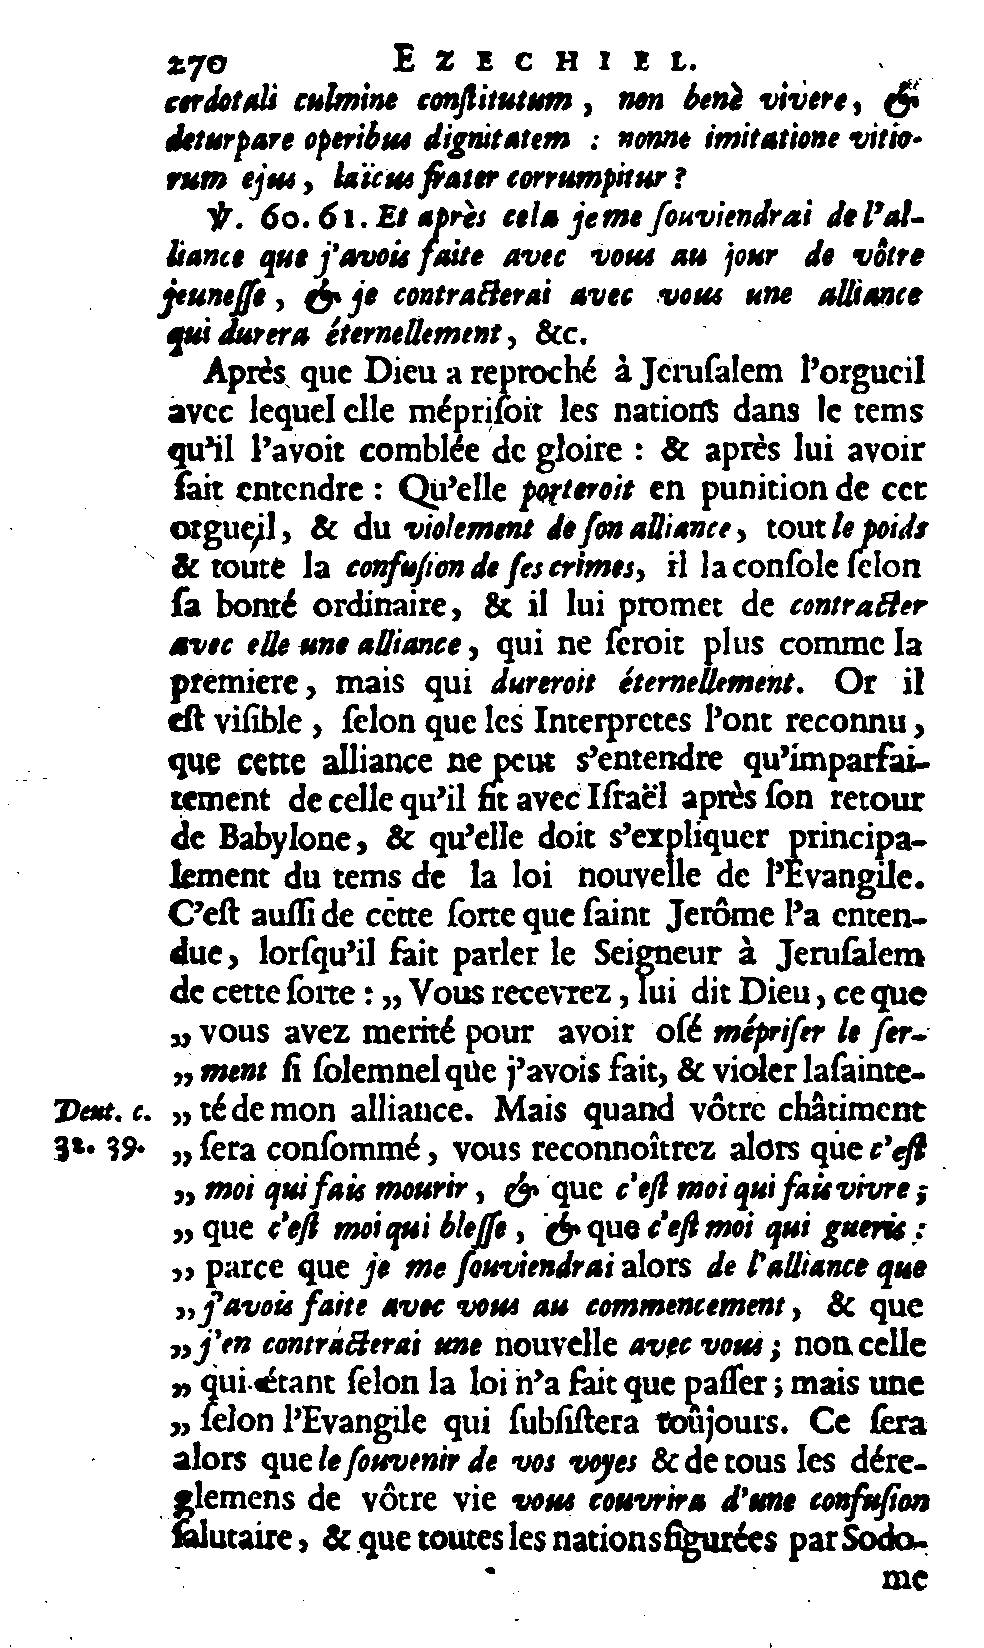 270 EZECHIEL.
cerdotali culmine conſtitutum, non benè vivere, &
deturpare operibus dignitatem : nonne imitatione vitio-
rum ejus, laïcus frater corrumpitur ?
℣. 60. 61. Et après cela je me ſouviendrai de l'al-
liance que j'avois faite avec vous au jour de vôtre
jeuneſſe, & je contracterai avec vous une alliance
qui durera éternellement, &c.
Après que Dieu a reproché à Jeruſalem l'orgueil
avec lequel elle mépriſoit les nations dans le tems
qu'il l'avoit comblée de gloire : & après lui avoir
fait entendre : Qu'elle porteroit en punition de cet
orgueil, & du violement de ſon alliance, tout le poids
& toute la confuſion de ſes crimes, il la conſole ſelon
ſa bonté ordinaire, & il lui promet de contracter
avec elle une alliance, qui ne ſeroit plus comme la
premiere, mais qui dureroit éternellement. Or il
eſt viſible, ſelon que les Interpretes l'ont reconnu,
que cette alliance ne peut s'entendre qu'imparfai-
tement de celle qu'il fit avec Iſraël après ſon retour
de Babylone, & qu'elle doit s'expliquer principa-
lement du tems de la loi nouvelle de l'Evangile.
C'eſt auſſi de cette ſorte que ſaint Jerôme l'a enten-
due, lorſqu'il fait parler le Seigneur à Jeruſalem
de cette ſorte : „ Vous recevrez, lui dit Dieu, ce que
„ vous avez merité pour avoir oſé mépriſer le ſer-
„ ment ſi ſolemnel que j'avois fait, & violer la ſainte-
Deut. c. „ té de mon alliance. Mais quand vôtre châtiment
32. 39. „ ſera conſommé, vous reconnoîtrez alors que c'eſt
„ moi qui fais mourir, & que c'eſt moi qui fais vivre ;
„ que c'eſt moi qui bleſſe, & que c'eſt moi qui gueris :
„ parce que je me ſouviendrai alors de l'alliance que
„ j'avois faite avec vous au commencement, & que
„ j'en contracterai une nouvelle avec vous ; non celle
„ qui étant ſelon la loi n'a fait que paſſer ; mais une
„ ſelon l'Evangile qui ſubſiſtera toûjours. Ce ſera
alors que le ſouvenir de vos voyes & de tous les dére-
glemens de vôtre vie vous couvrira d'une confuſion
ſalutaire, & que toutes les nations figurées par Sodo-
me